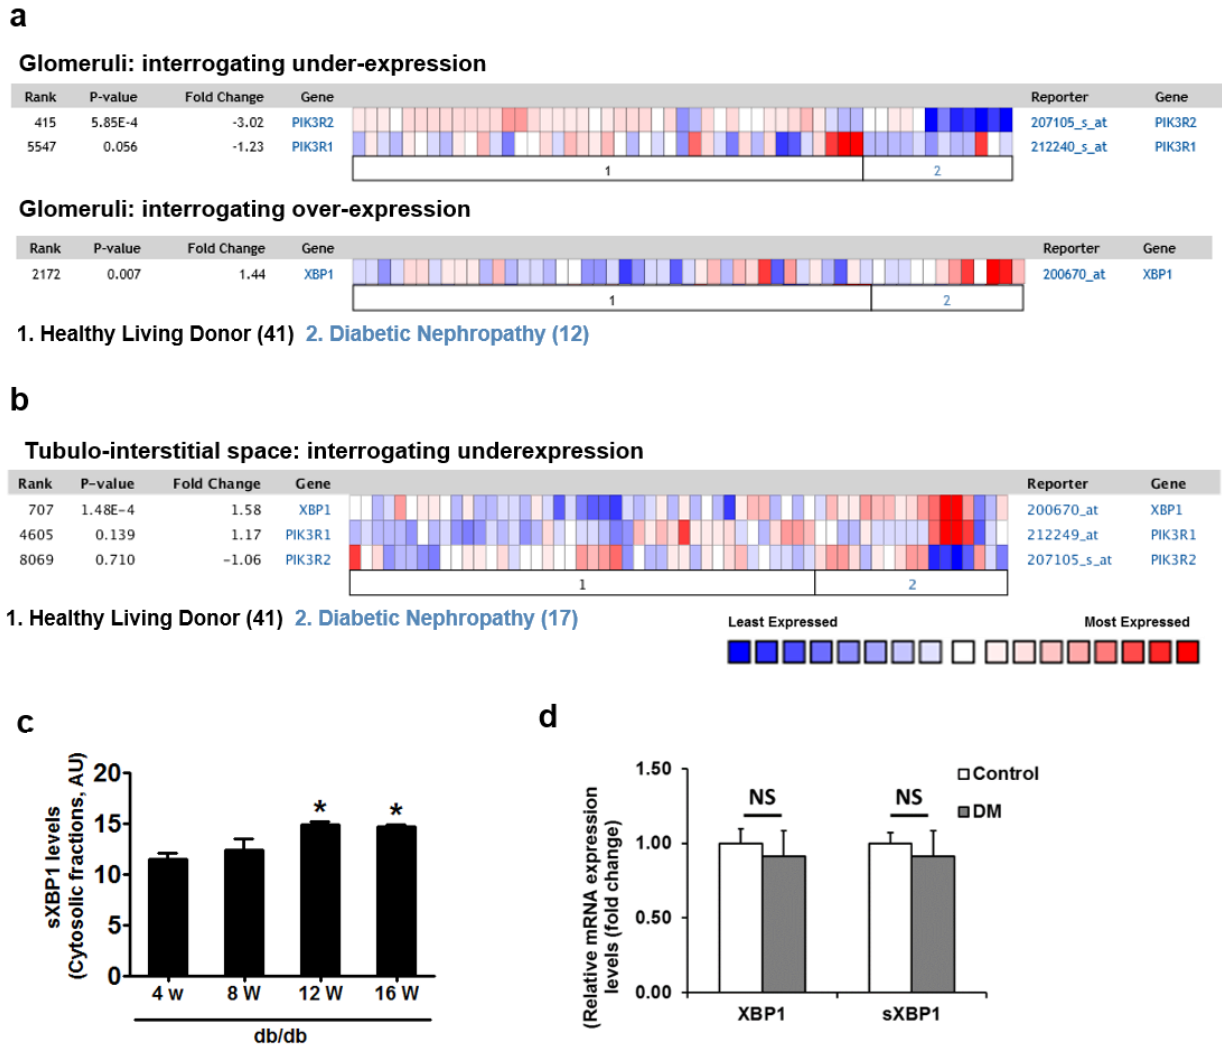 a
Glomeruli: interrogating under-expression
Rank P-value Fold Change Gene Reporter Gene
415 5.85E-4 -3.02 PIK3R2 207105_s_at PIK3R2
5547 0.056 -1.23 PIK3R1 212240_s_at PIK3R1
1 2
Glomeruli: interrogating over-expression
Rank P-value Fold Change Gene Reporter Gene
2172 0.007 1.44 XBP1 200670_at XBP1
1 2
1. Healthy Living Donor (41) 2. Diabetic Nephropathy (12)
b
Tubulo-interstitial space: interrogating underexpression
Rank P-value Fold Change Gene Reporter Gene
707 1.48E-4 1.58 XBP1 200670_at XBP1
4605 0.139 1.17 PIK3R1 212249_at PIK3R1
8069 0.710 -1.06 PIK3R2 207105_s_at PIK3R2
1 2
1. Healthy Living Donor (41) 2. Diabetic Nephropathy (17)
Least Expressed Most Expressed
c
sXBP1 levels
(Cytosolic fractions, AU)
20
15
10
5
0
* *
4 w 8 W 12 W 16 W
db/db
d
(Relative mRNA expression
levels (fold change)
1.50
1.00
0.50
0.00
NS NS
Control
DM
XBP1 sXBP1